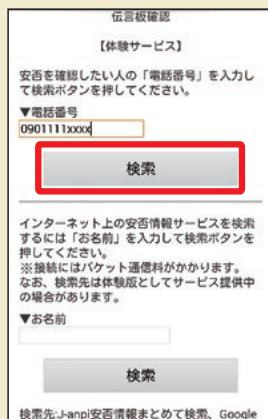 伝言板確認
【体験サービス】
安否を確認したい人の「電話番号」を入力し
て検索ボタンを押してください。
▼電話番号
0901111xxxx
検索
インターネット上の安否情報サービスを検索
するには「お名前」を入力して検索ボタンを
押してください。
※接続にはパケット通信料がかかります。
なお、検索先は体験版としてサービス提供中
の場合があります。
▼お名前
検索
検索先:J-anpi安否情報まとめて検索、Google